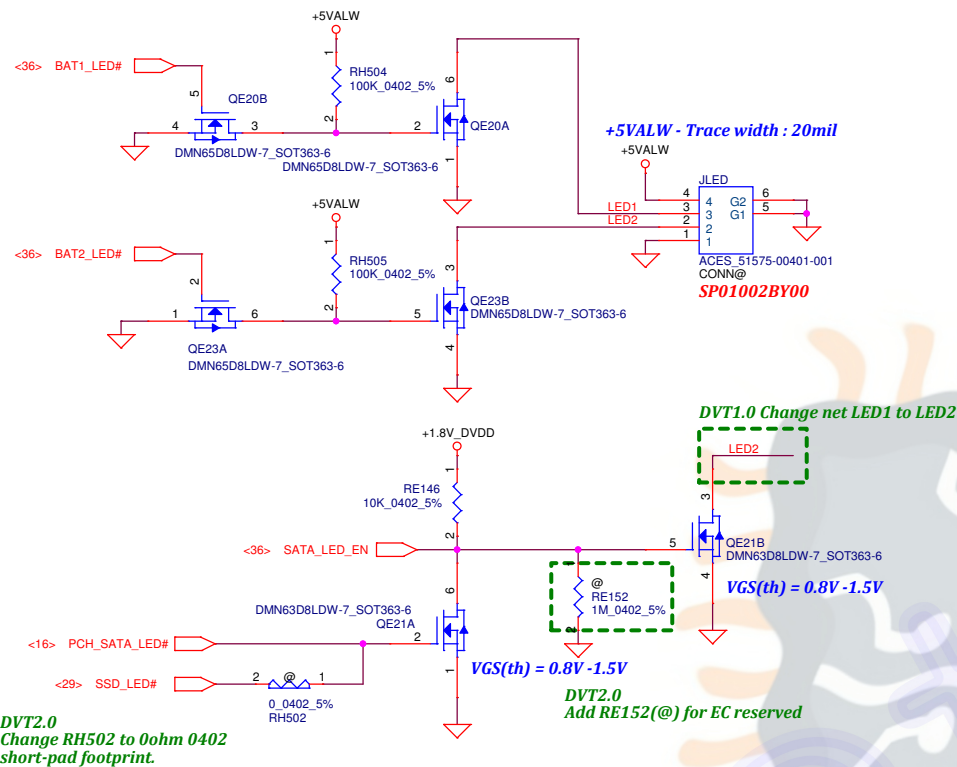 +5VALW
<36> BAT1_LED#
1
RH504
100K_0402_5%
2
5
QE20B
4
3
DMN65D8LDW-7_SOT363-6
6
2
QE20A
DMN65D8LDW-7_SOT363-6
1
+5VALW - Trace width : 20mil
+5VALW
JLED
LED1
LED2
4
3
2
1
4
3
2
1
G2
G1
6
5
ACES_51575-00401-001
CONN@
SP01002BY00
+5VALW
<36> BAT2_LED#
1
RH505
100K_0402_5%
2
2
1
6
QE23A
DMN65D8LDW-7_SOT363-6
3
5
QE23B
DMN65D8LDW-7_SOT363-6
4
DVT1.0 Change net LED1 to LED2
LED2
+1.8V_DVDD
1
RE146
10K_0402_5%
2
<36> SATA_LED_EN
3
5
QE21B
DMN63D8LDW-7_SOT363-6
4
VGS(th) = 0.8V -1.5V
1
@
RE152
1M_0402_5%
2
DMN63D8LDW-7_SOT363-6
QE21A
6
2
1
<16> PCH_SATA_LED#
VGS(th) = 0.8V -1.5V
<29> SSD_LED#
2
@
1
0_0402_5%
RH502
DVT2.0
Add RE152(@) for EC reserved
DVT2.0
Change RH502 to 0ohm 0402
short-pad footprint.